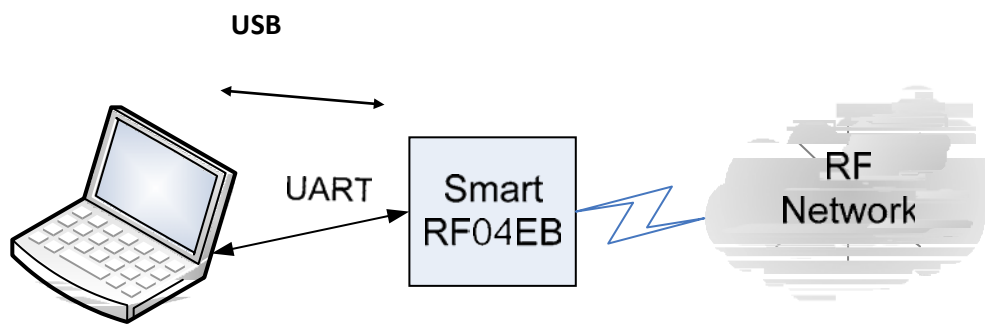 USB
UART
Smart
RF04EB
RF
Network